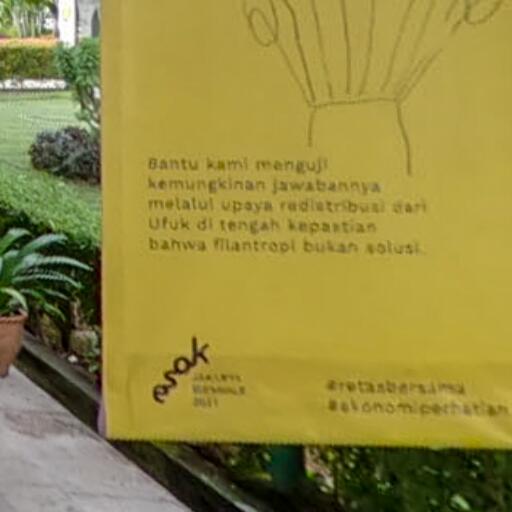 Bantu kami menguji
kemungkinan jawabannya
melalui upaya redistribusi dari
Ufuk di tengah kepastian
bahwa filantropi bukan solusi.
esok
JAKARTA
BIENNALE
2021
#retasbersama
#ekonomiperhatian